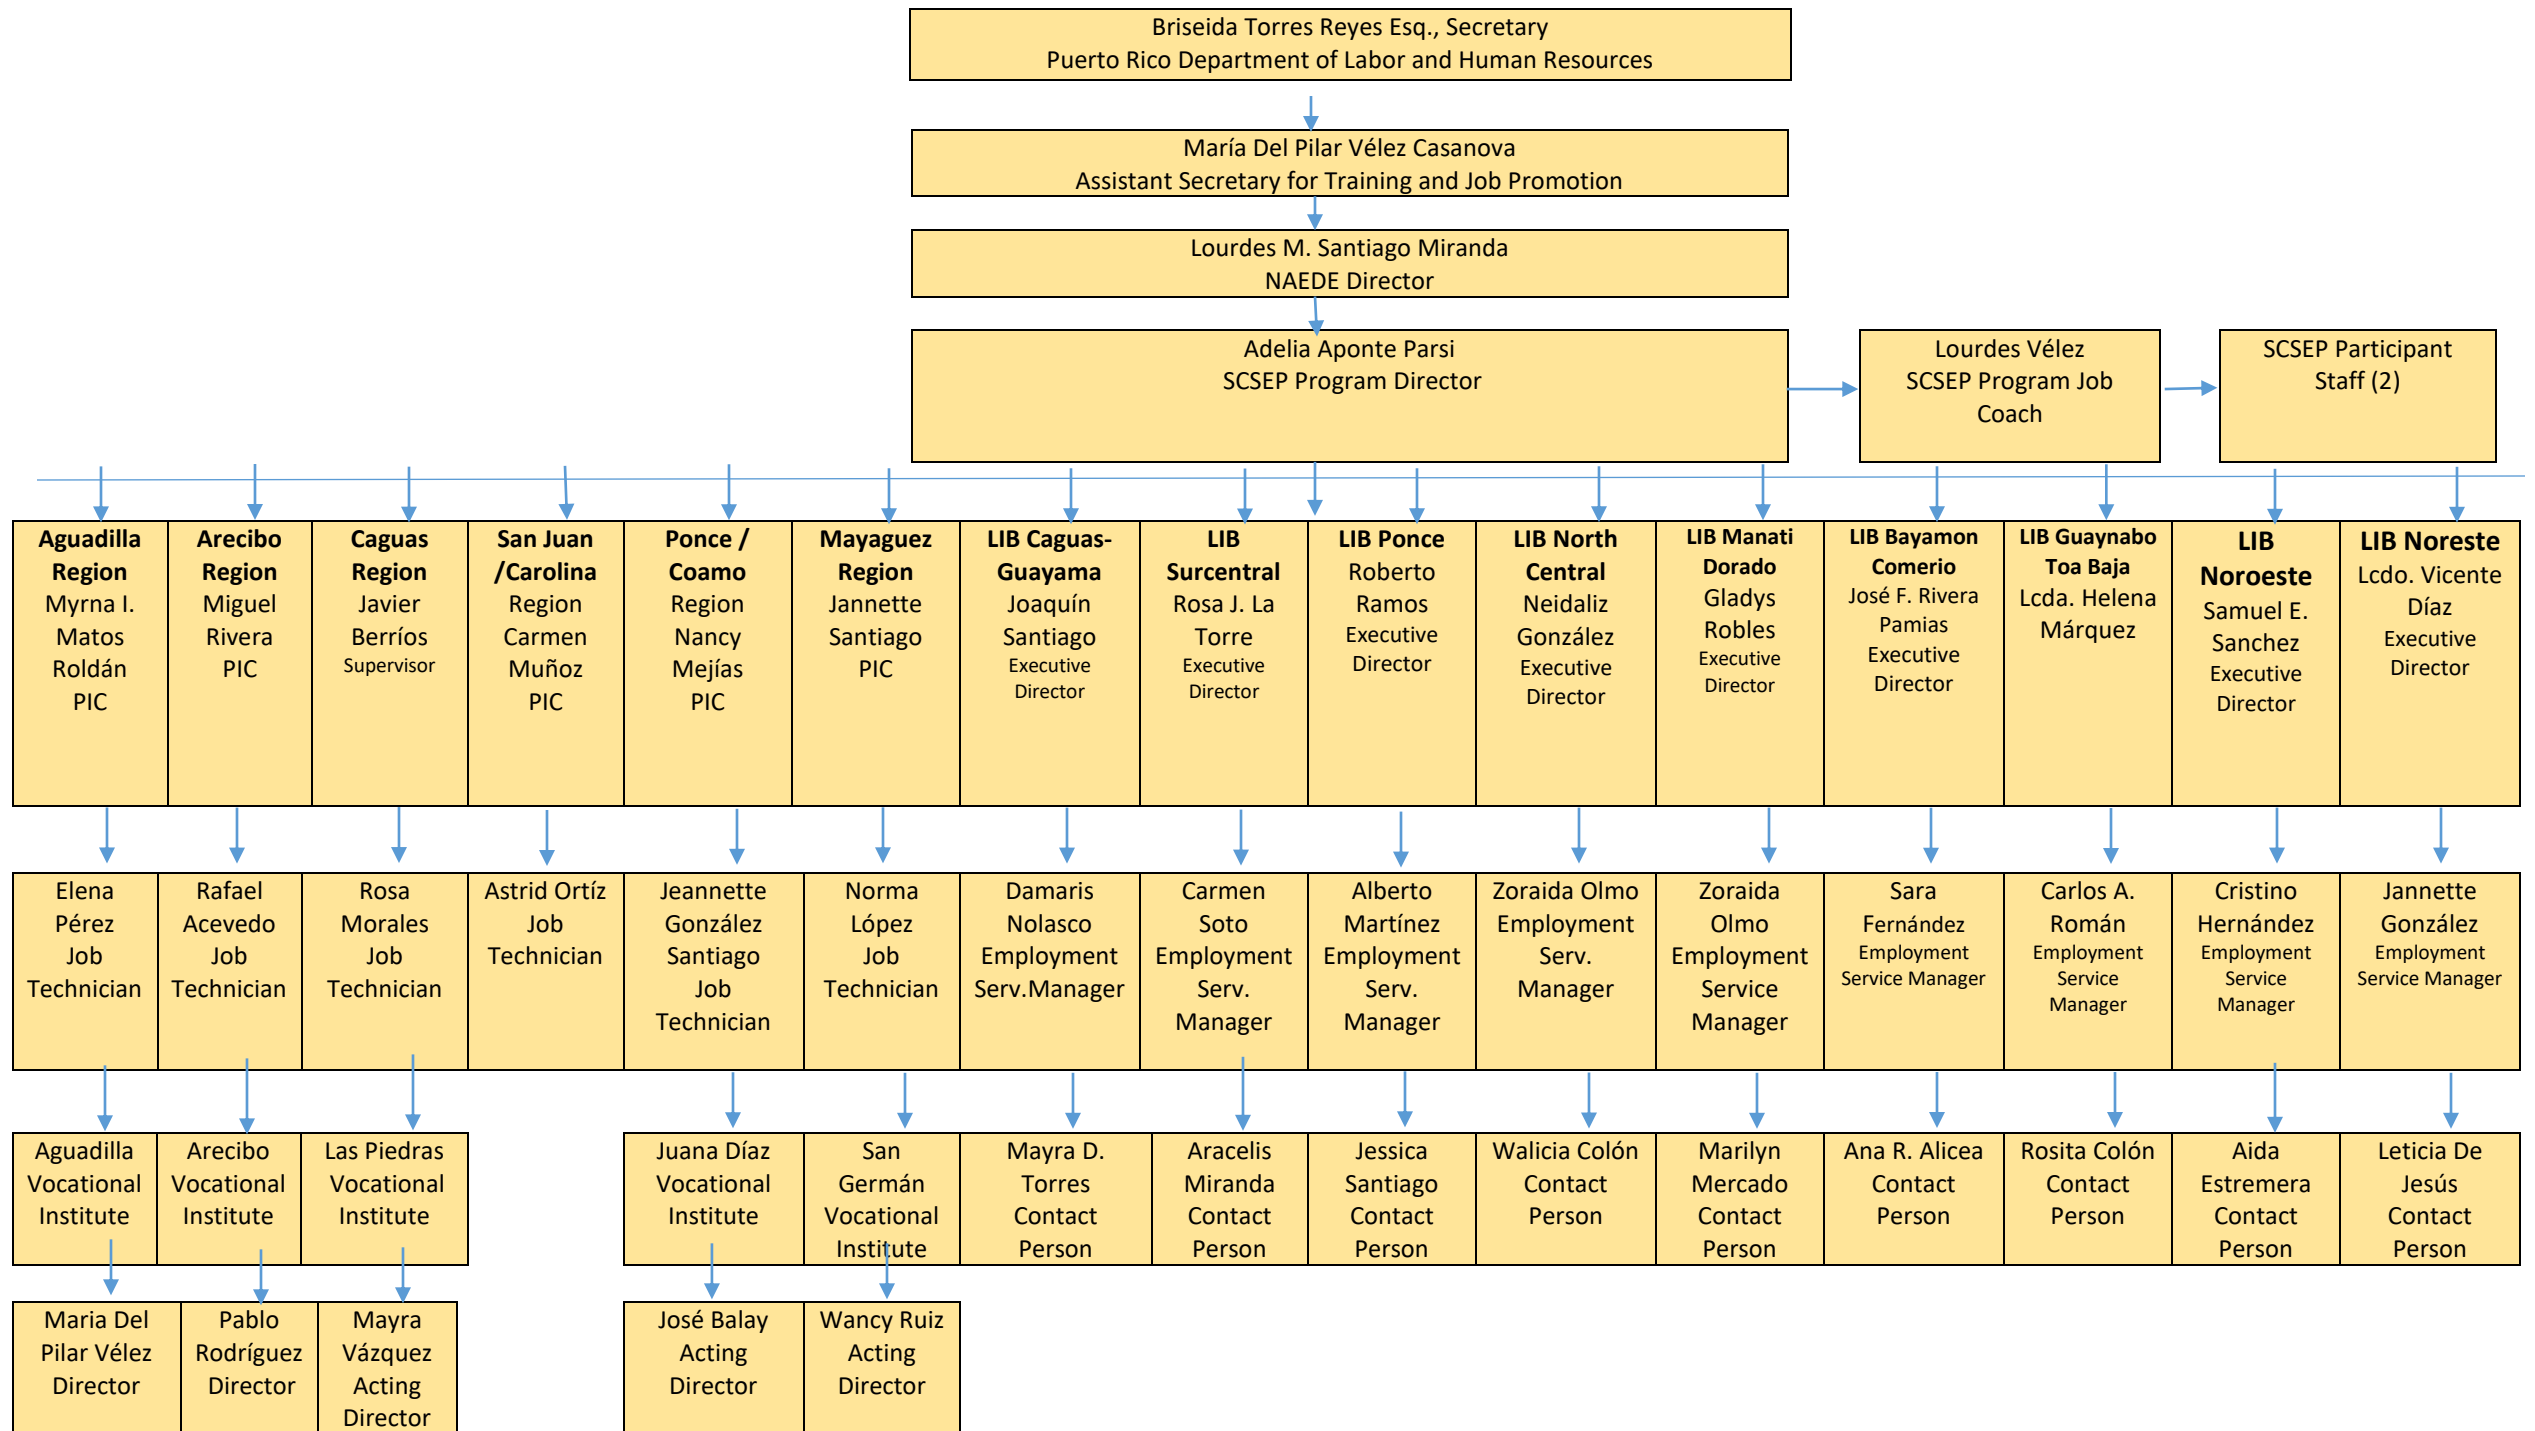 Briseida Torres Reyes Esq., Secretary
Puerto Rico Department of Labor and Human Resources
María Del Pilar Vélez Casanova
Assistant Secretary for Training and Job Promotion
Lourdes M. Santiago Miranda
NAEDE Director
Adelia Aponte Parsi
SCSEP Program Director
Lourdes Vélez
SCSEP Program Job
Coach
SCSEP Participant
Staff (2)
Aguadilla
Region
Myrna I.
Matos
Roldán
PIC
Arecibo
Region
Miguel
Rivera
PIC
Caguas
Region
Javier
Berríos
Supervisor
San Juan
/Carolina
Region
Carmen
Muñoz
PIC
Ponce /
Coamo
Region
Nancy
Mejías
PIC
Mayaguez
Region
Jannette
Santiago
PIC
LIB Caguas-
Guayama
Joaquín
Santiago
Executive
Director
LIB
Surcentral
Rosa J. La
Torre
Executive
Director
LIB Ponce
Roberto
Ramos
Executive
Director
LIB North
Central
Neidaliz
González
Executive
Director
LIB Manati
Dorado
Gladys
Robles
Executive
Director
LIB Bayamon
Comerio
José F. Rivera
Pamias
Executive
Director
LIB Guaynabo
Toa Baja
Lcda. Helena
Márquez
LIB
Noroeste
Samuel E.
Sanchez
Executive
Director
LIB Noreste
Lcdo. Vicente
Díaz
Executive
Director
Elena
Pérez
Job
Technician
Rafael
Acevedo
Job
Technician
Rosa
Morales
Job
Technician
Astrid Ortíz
Job
Technician
Jeannette
González
Santiago
Job
Technician
Norma
López
Job
Technician
Damaris
Nolasco
Employment
Serv.Manager
Carmen
Soto
Employment
Serv.
Manager
Alberto
Martínez
Employment
Serv.
Manager
Zoraida Olmo
Employment
Serv.
Manager
Zoraida
Olmo
Employment
Service
Manager
Sara
Fernández
Employment
Service Manager
Carlos A.
Román
Employment
Service
Manager
Cristino
Hernández
Employment
Service
Manager
Jannette
González
Employment
Service Manager
Aguadilla
Vocational
Institute
Arecibo
Vocational
Institute
Las Piedras
Vocational
Institute
Juana Díaz
Vocational
Institute
San
Germán
Vocational
Institute
Mayra D.
Torres
Contact
Person
Aracelis
Miranda
Contact
Person
Jessica
Santiago
Contact
Person
Walicia Colón
Contact
Person
Marilyn
Mercado
Contact
Person
Ana R. Alicea
Contact
Person
Rosita Colón
Contact
Person
Aida
Estremera
Contact
Person
Leticia De
Jesús
Contact
Person
Maria Del
Pilar Vélez
Director
Pablo
Rodríguez
Director
Mayra
Vázquez
Acting
Director
José Balay
Acting
Director
Wancy Ruiz
Acting
Director